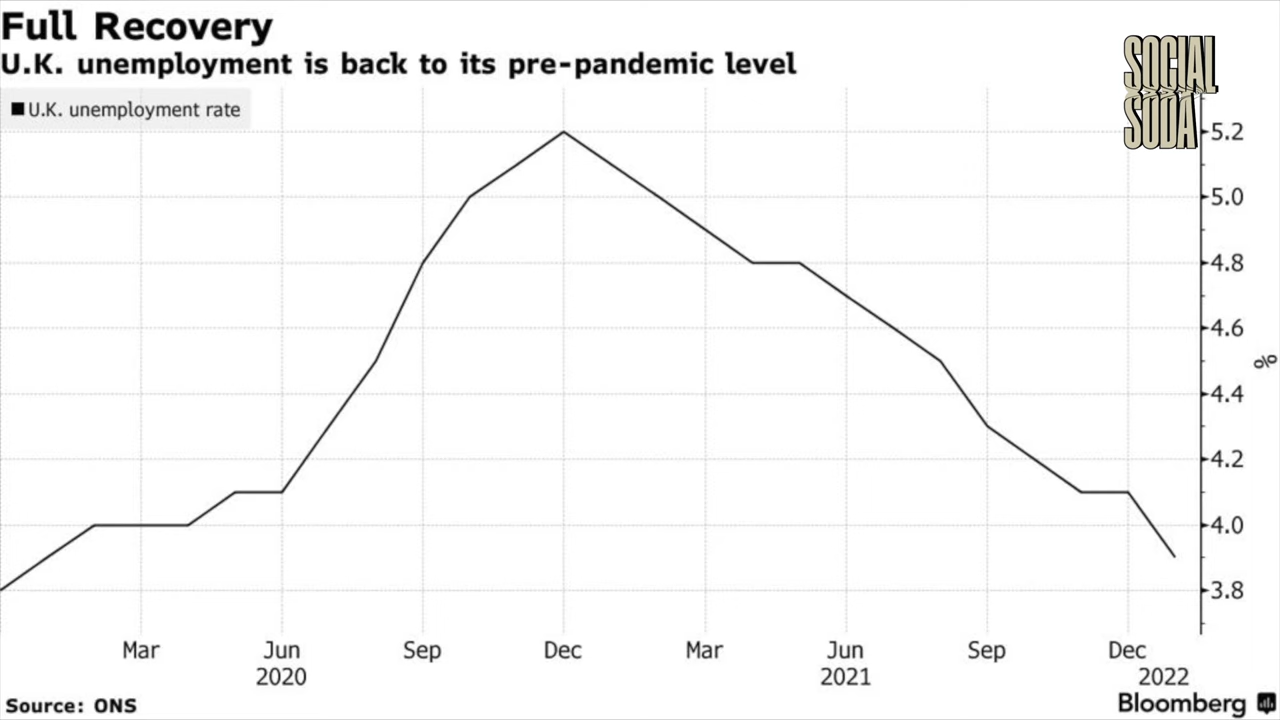 Full Recovery
U.K. unemployment is back to its pre-pandemic level
SOCIAL
SODA
U.K. unemployment rate
5.2
5.0
4.8
4.6
%
4.4
4.2
4.0
3.8
Mar Jun Sep Dec Mar Jun Sep Dec
2020 2021 2022
Source: ONS
Bloomberg